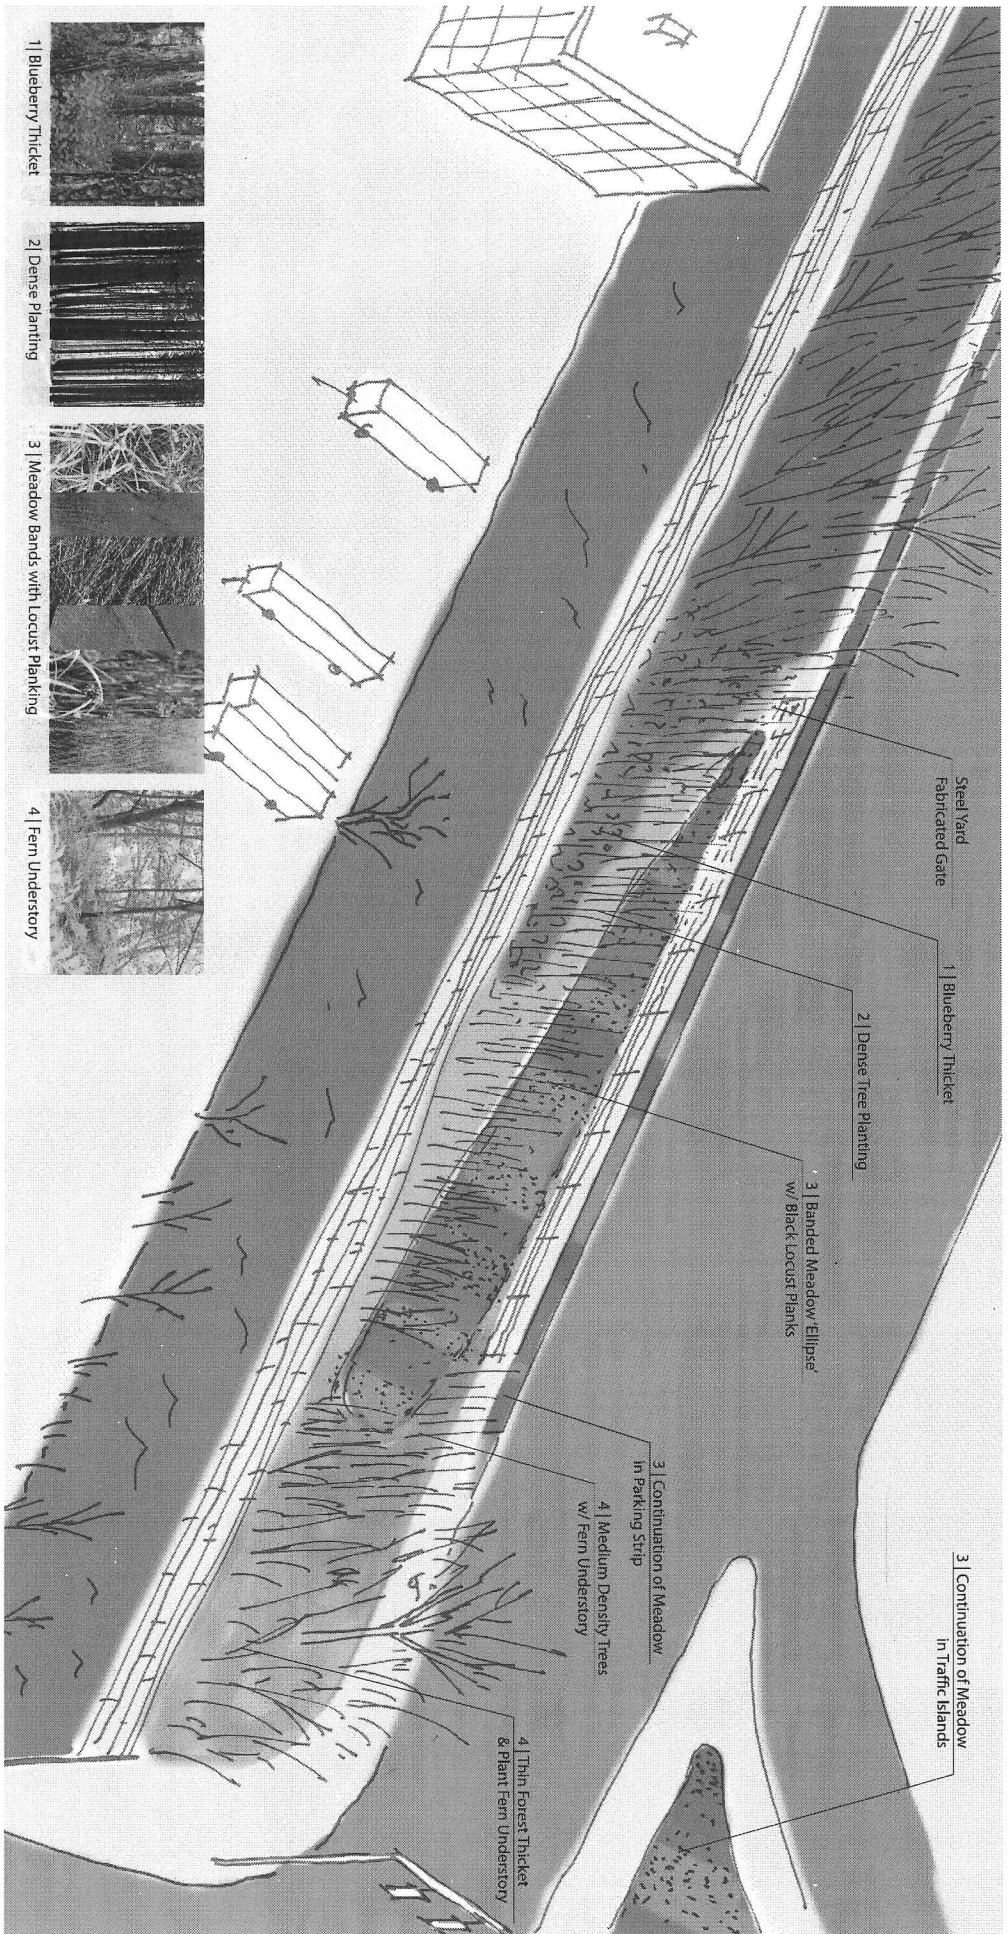 Steel Yard
Fabricated Gate
1 | Blueberry Thicket
2 | Dense Tree Planting
3 | Banded Meadow 'Ellipse'
w/ Black Locust Planks
3 | Continuation of Meadow
in Parking Strip
4 | Medium Density Trees
w/ Fern Understory
3 | Continuation of Meadow
in Traffic Islands
4 | Thin Forest Thicket
& Plant Fern Understory
1 | Blueberry Thicket
2 | Dense Planting
3 | Meadow Bands with Locust Planking
4 | Fern Understory